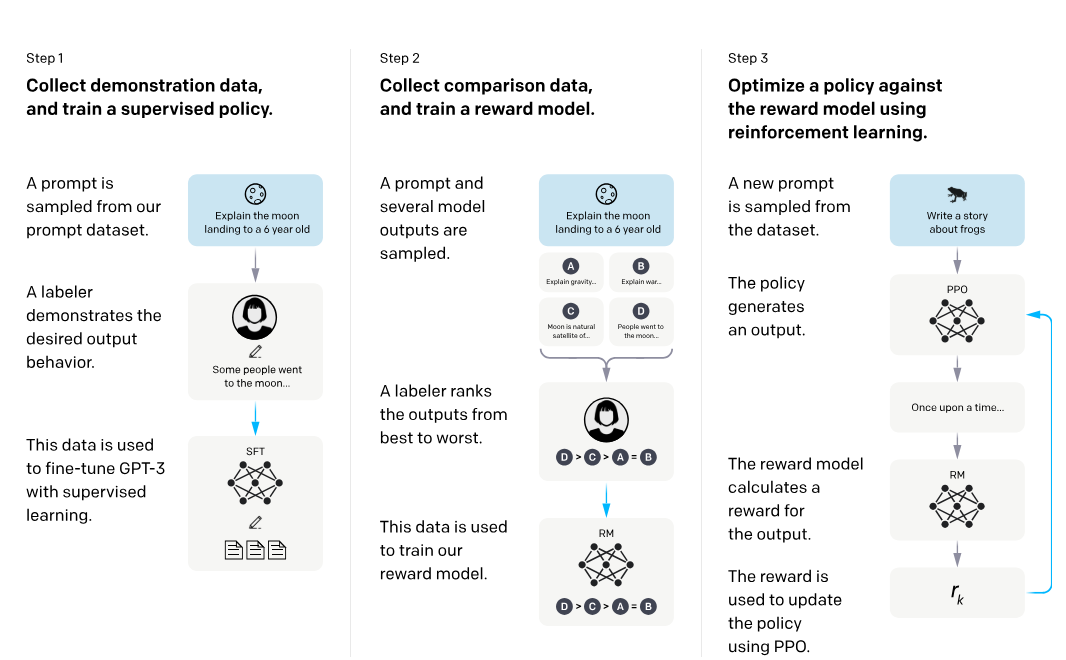 Step 1
Collect demonstration data,
and train a supervised policy.
A prompt is
sampled from our
prompt dataset.
Explain the moon
landing to a 6 year old
A labeler
demonstrates the
desired output
behavior.
Some people went
to the moon...
This data is used
to fine-tune GPT-3
with supervised
learning.
SFT
Step 2
Collect comparison data,
and train a reward model.
A prompt and
several model
outputs are
sampled.
Explain the moon
landing to a 6 year old
A
Explain gravity...
B
Explain war...
C
Moon is natural
satellite of...
D
People went to
the moon...
A labeler ranks
the outputs from
best to worst.
D > C > A = B
This data is used
to train our
reward model.
RM
D > C > A = B
Step 3
Optimize a policy against
the reward model using
reinforcement learning.
A new prompt
is sampled from
the dataset.
Write a story
about frogs
The policy
generates
an output.
PPO
Once upon a time...
The reward model
calculates a
reward for
the output.
RM
The reward is
used to update
the policy
using PPO.
r_k